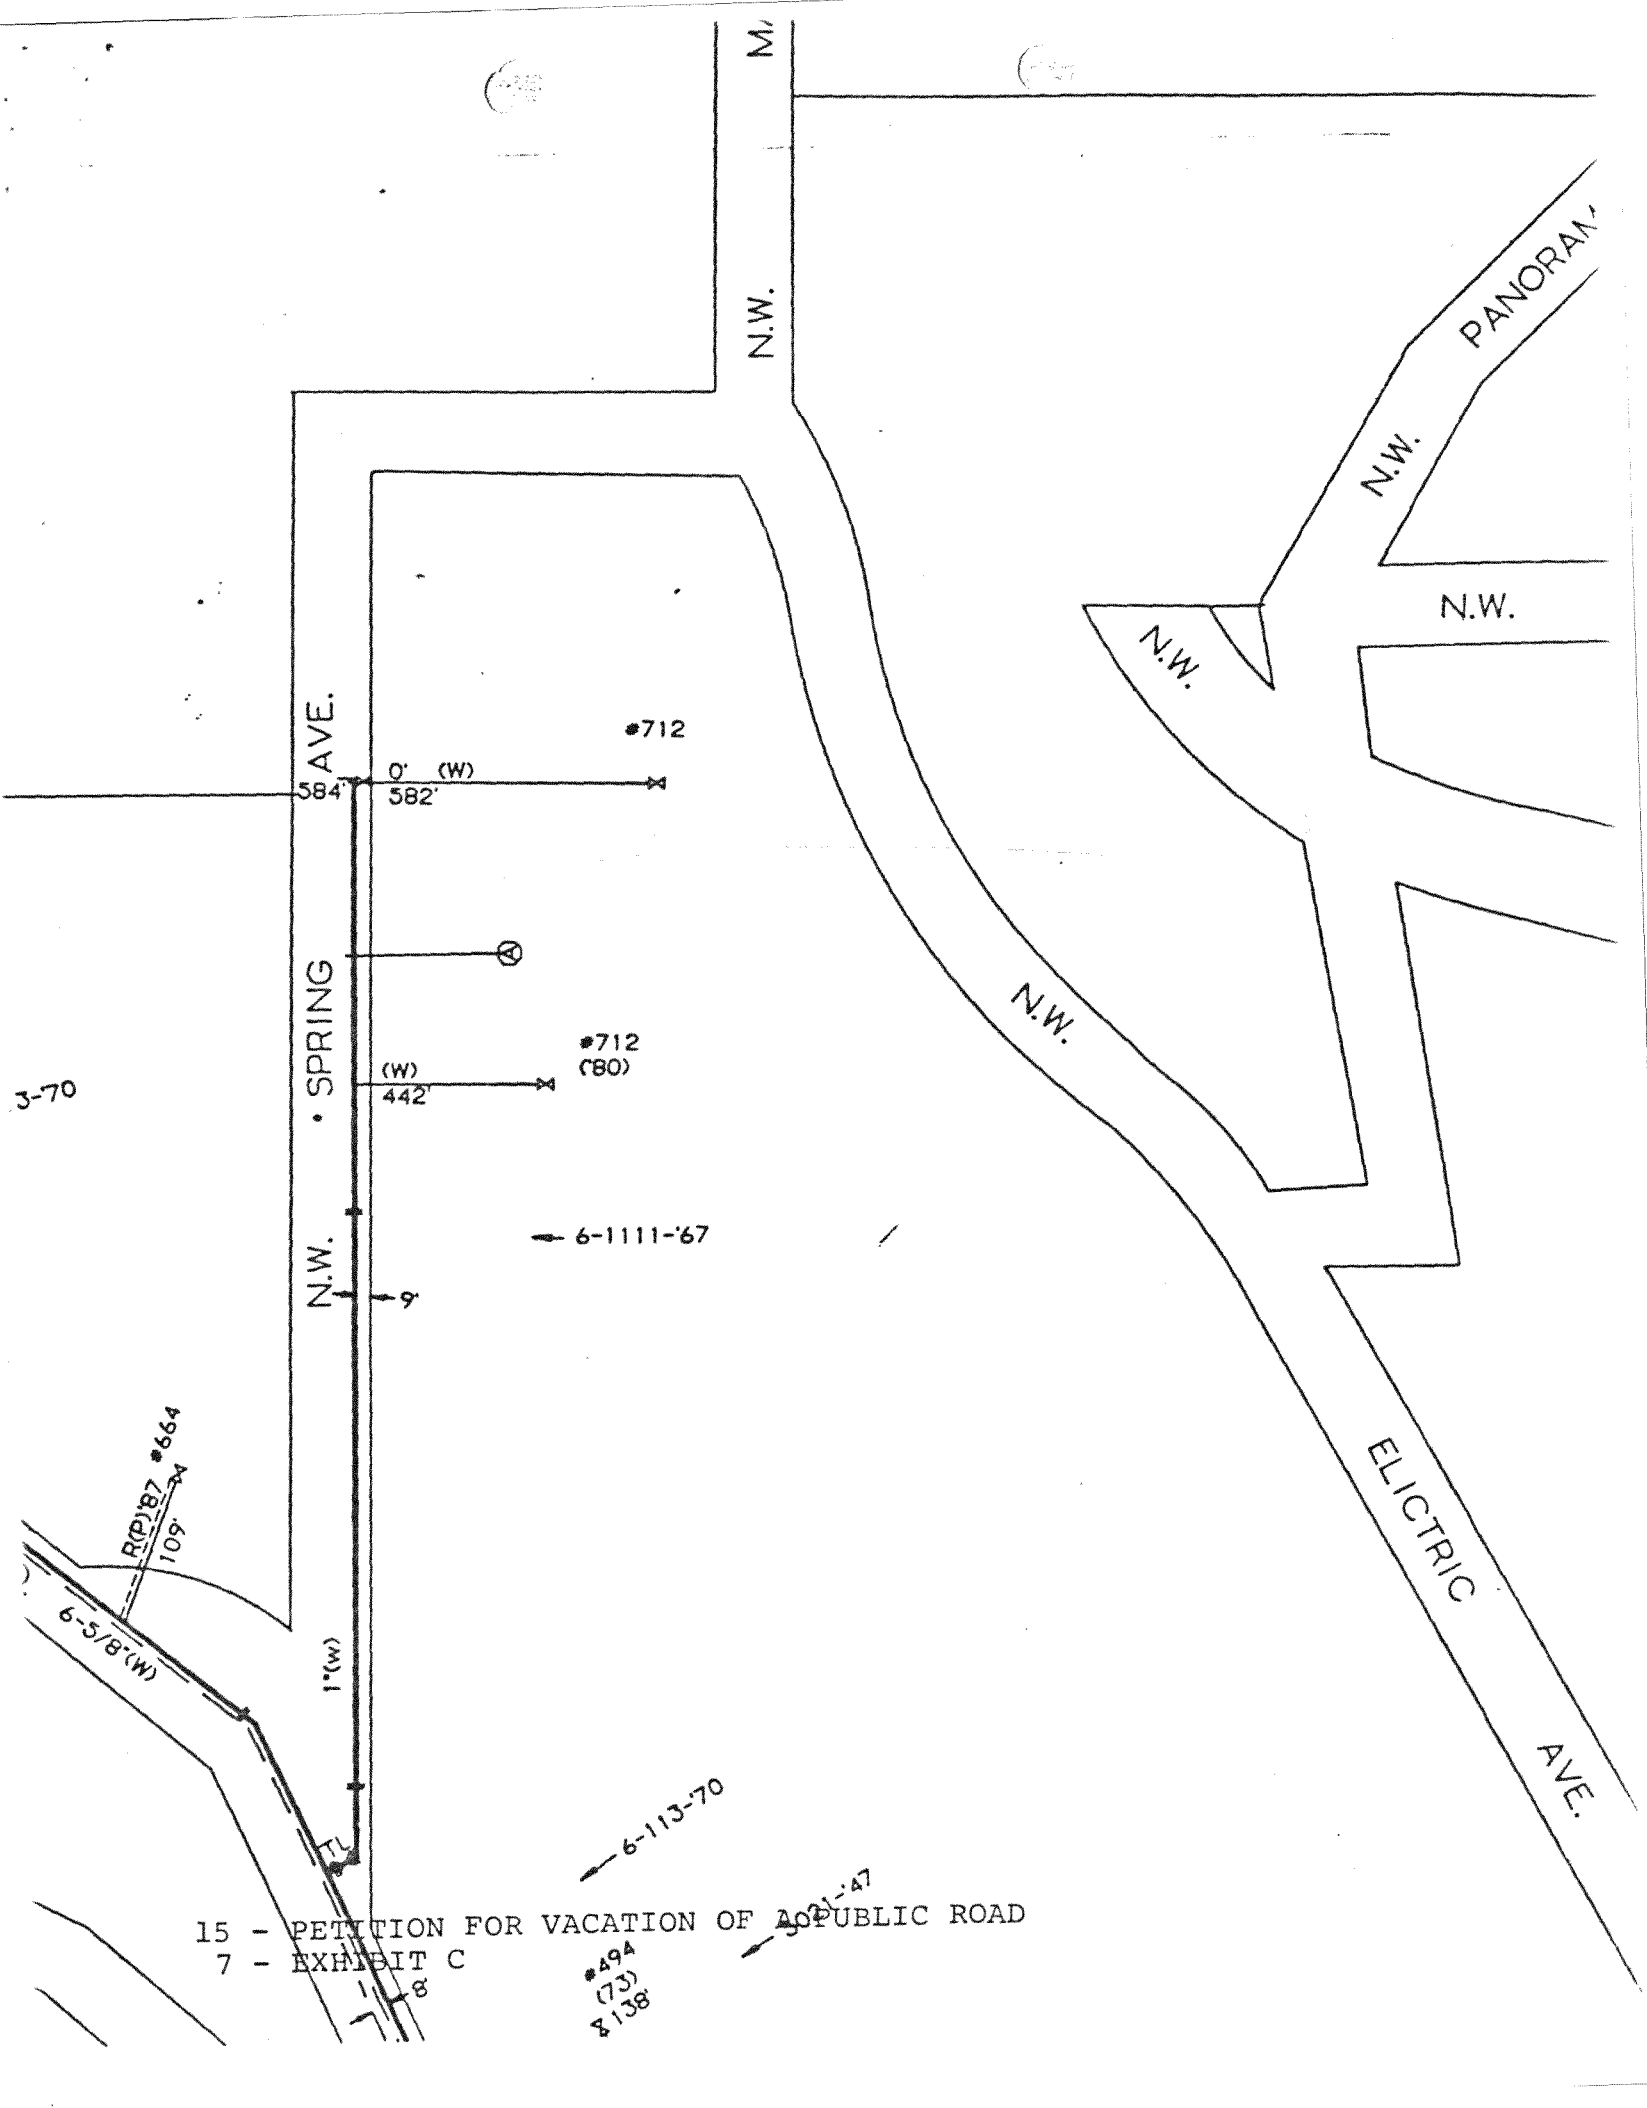 N.W.
PANORAM
N.W.
N.W.
N.W.
AVE.
#712
0' (W)
584'
582'
A
SPRING
N.W.
#712
('80)
(W)
442'
3-'70
N.W.
6-1111-'67
9'
ELICTRIC
AVE.
#664
R(P)'87
109'
6-5/8"(W)
1"(W)
TL
6-113-'70
15 - PETITION FOR VACATION OF A PUBLIC ROAD
7 - EXHIBIT C
#494
(73)
138'
8'